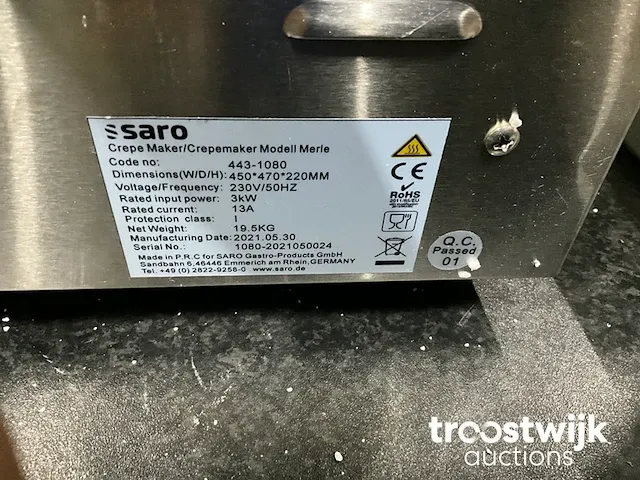 saro
Crepe Maker/Crepemaker Modell Merle
Code no: 443-1080
Dimensions(W/D/H): 450*470*220MM
Voltage/Frequency: 230V/50HZ
Rated input power: 3kW
Rated current: 13A
Protection class: I
Net Weight: 19.5KG
Manufacturing Date: 2021.05.30
Serial No.: 1080-2021050024
Made in P.R.C for SARO Gastro-Products GmbH
Sandbahn 6,46446 Emmerich am Rhein,GERMANY
Tel. +49 (0) 2822-9258-0 www.saro.de
CE
RoHS
2011/65/EU
Q.C.
Passed
01
troostwijk
auctions